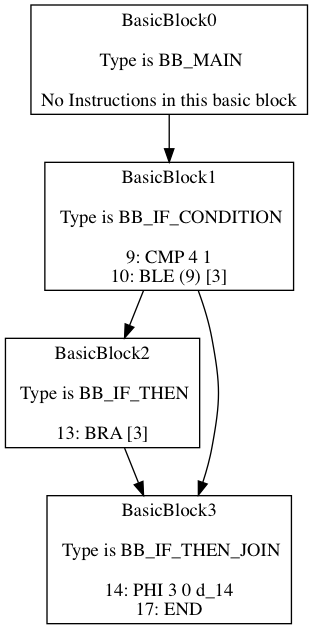 BasicBlock0
Type is BB_MAIN
No Instructions in this basic block
BasicBlock1
Type is BB_IF_CONDITION
9: CMP 4 1
10: BLE (9) [3]
BasicBlock2
Type is BB_IF_THEN
13: BRA [3]
BasicBlock3
Type is BB_IF_THEN_JOIN
14: PHI 3 0 d_14
17: END